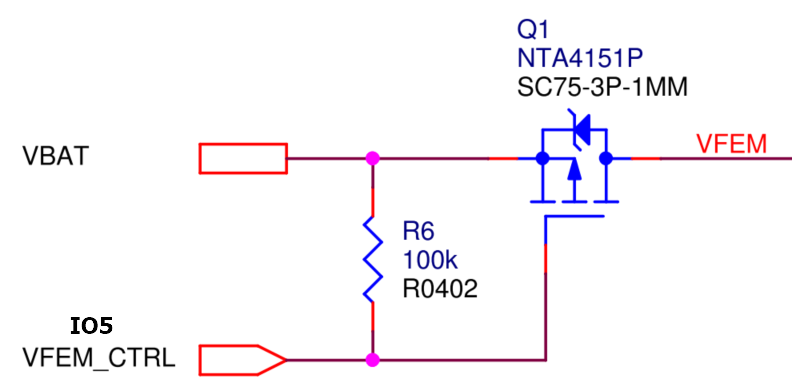 Q1
NTA4151P
SC75-3P-1MM
VBAT
VFEM
R6
100k
R0402
IO5
VFEM_CTRL